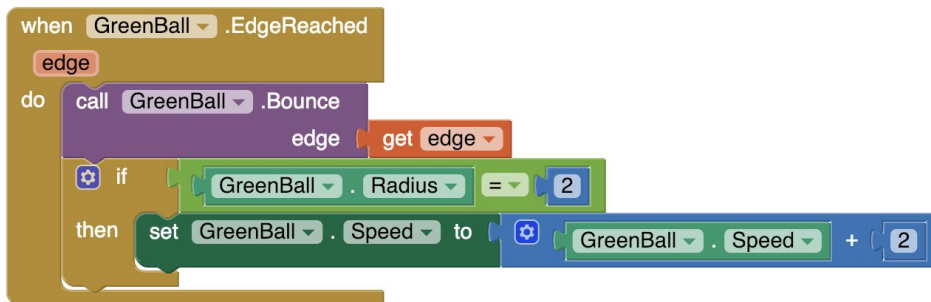 when GreenBall .EdgeReached
edge
do call GreenBall .Bounce
edge get edge
if GreenBall . Radius = 2
then set GreenBall . Speed to GreenBall . Speed + 2